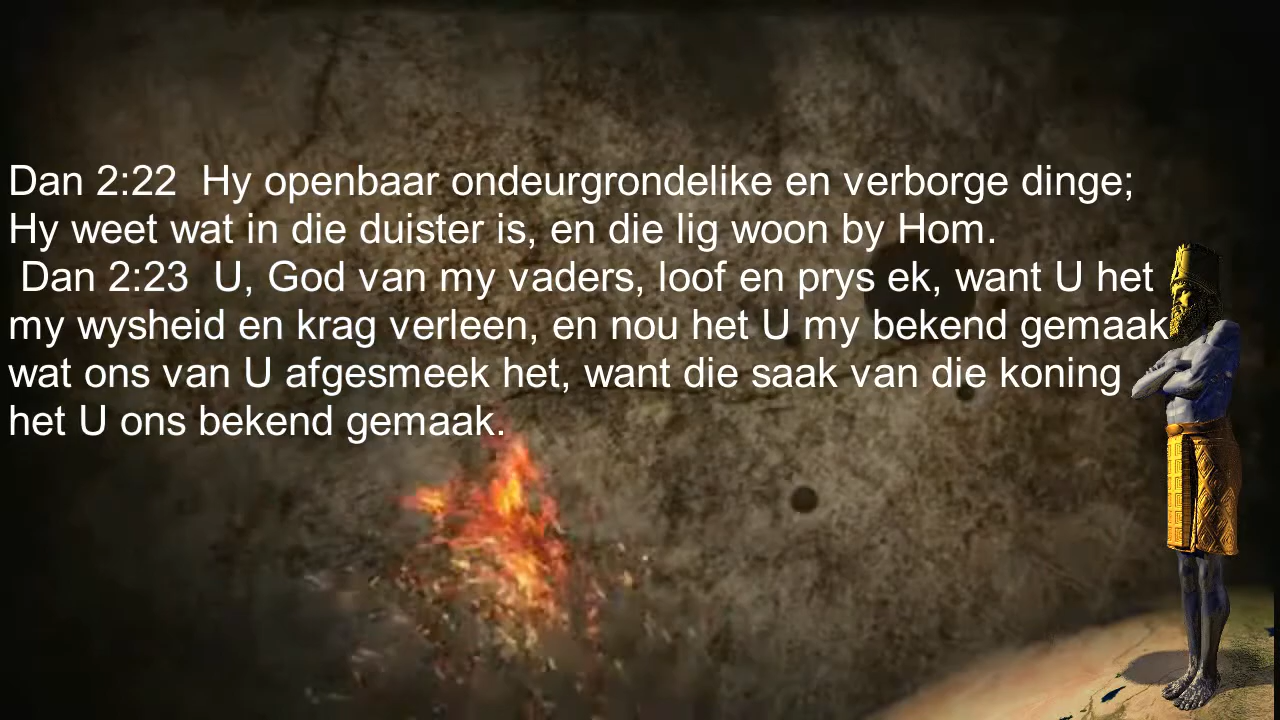 Dan 2:22  Hy openbaar ondeurgrondelike en verborge dinge;
Hy weet wat in die duister is, en die lig woon by Hom.
Dan 2:23  U, God van my vaders, loof en prys ek, want U het
my wysheid en krag verleen, en nou het U my bekend gemaak
wat ons van U afgesmeek het, want die saak van die koning
het U ons bekend gemaak.